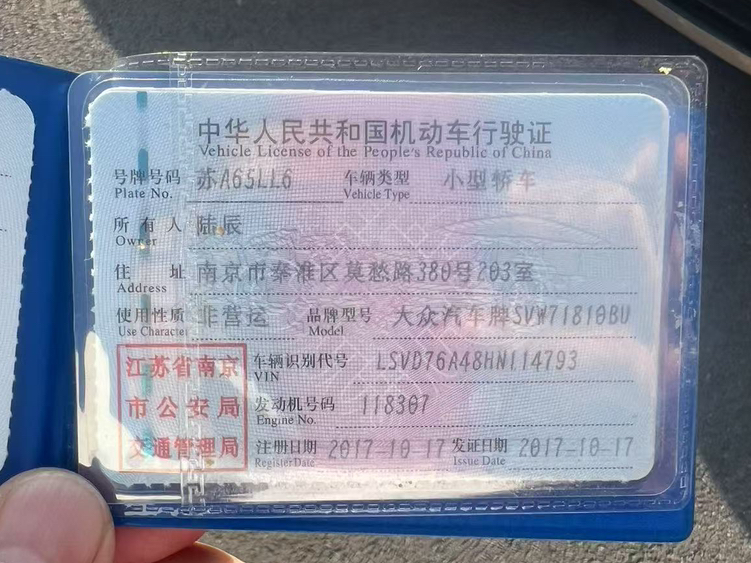 中华人民共和国机动车行驶证
Vehicle License of the People's Republic of China
号牌号码 苏A65LL6 车辆类型 小型轿车
Plate No. Vehicle Type
所有人 陆辰
Owner
住址 南京市秦淮区莫愁路380号203室
Address
使用性质 非营运 品牌型号 大众汽车牌SVW71810BU
Use Character Model
江苏省南京
市公安局
交通管理局
车辆识别代号 LSVD76A48HN114793
VIN
发动机号码 118307
Engine No.
注册日期 2017-10-17 发证日期 2017-10-17
Register Date Issue Date